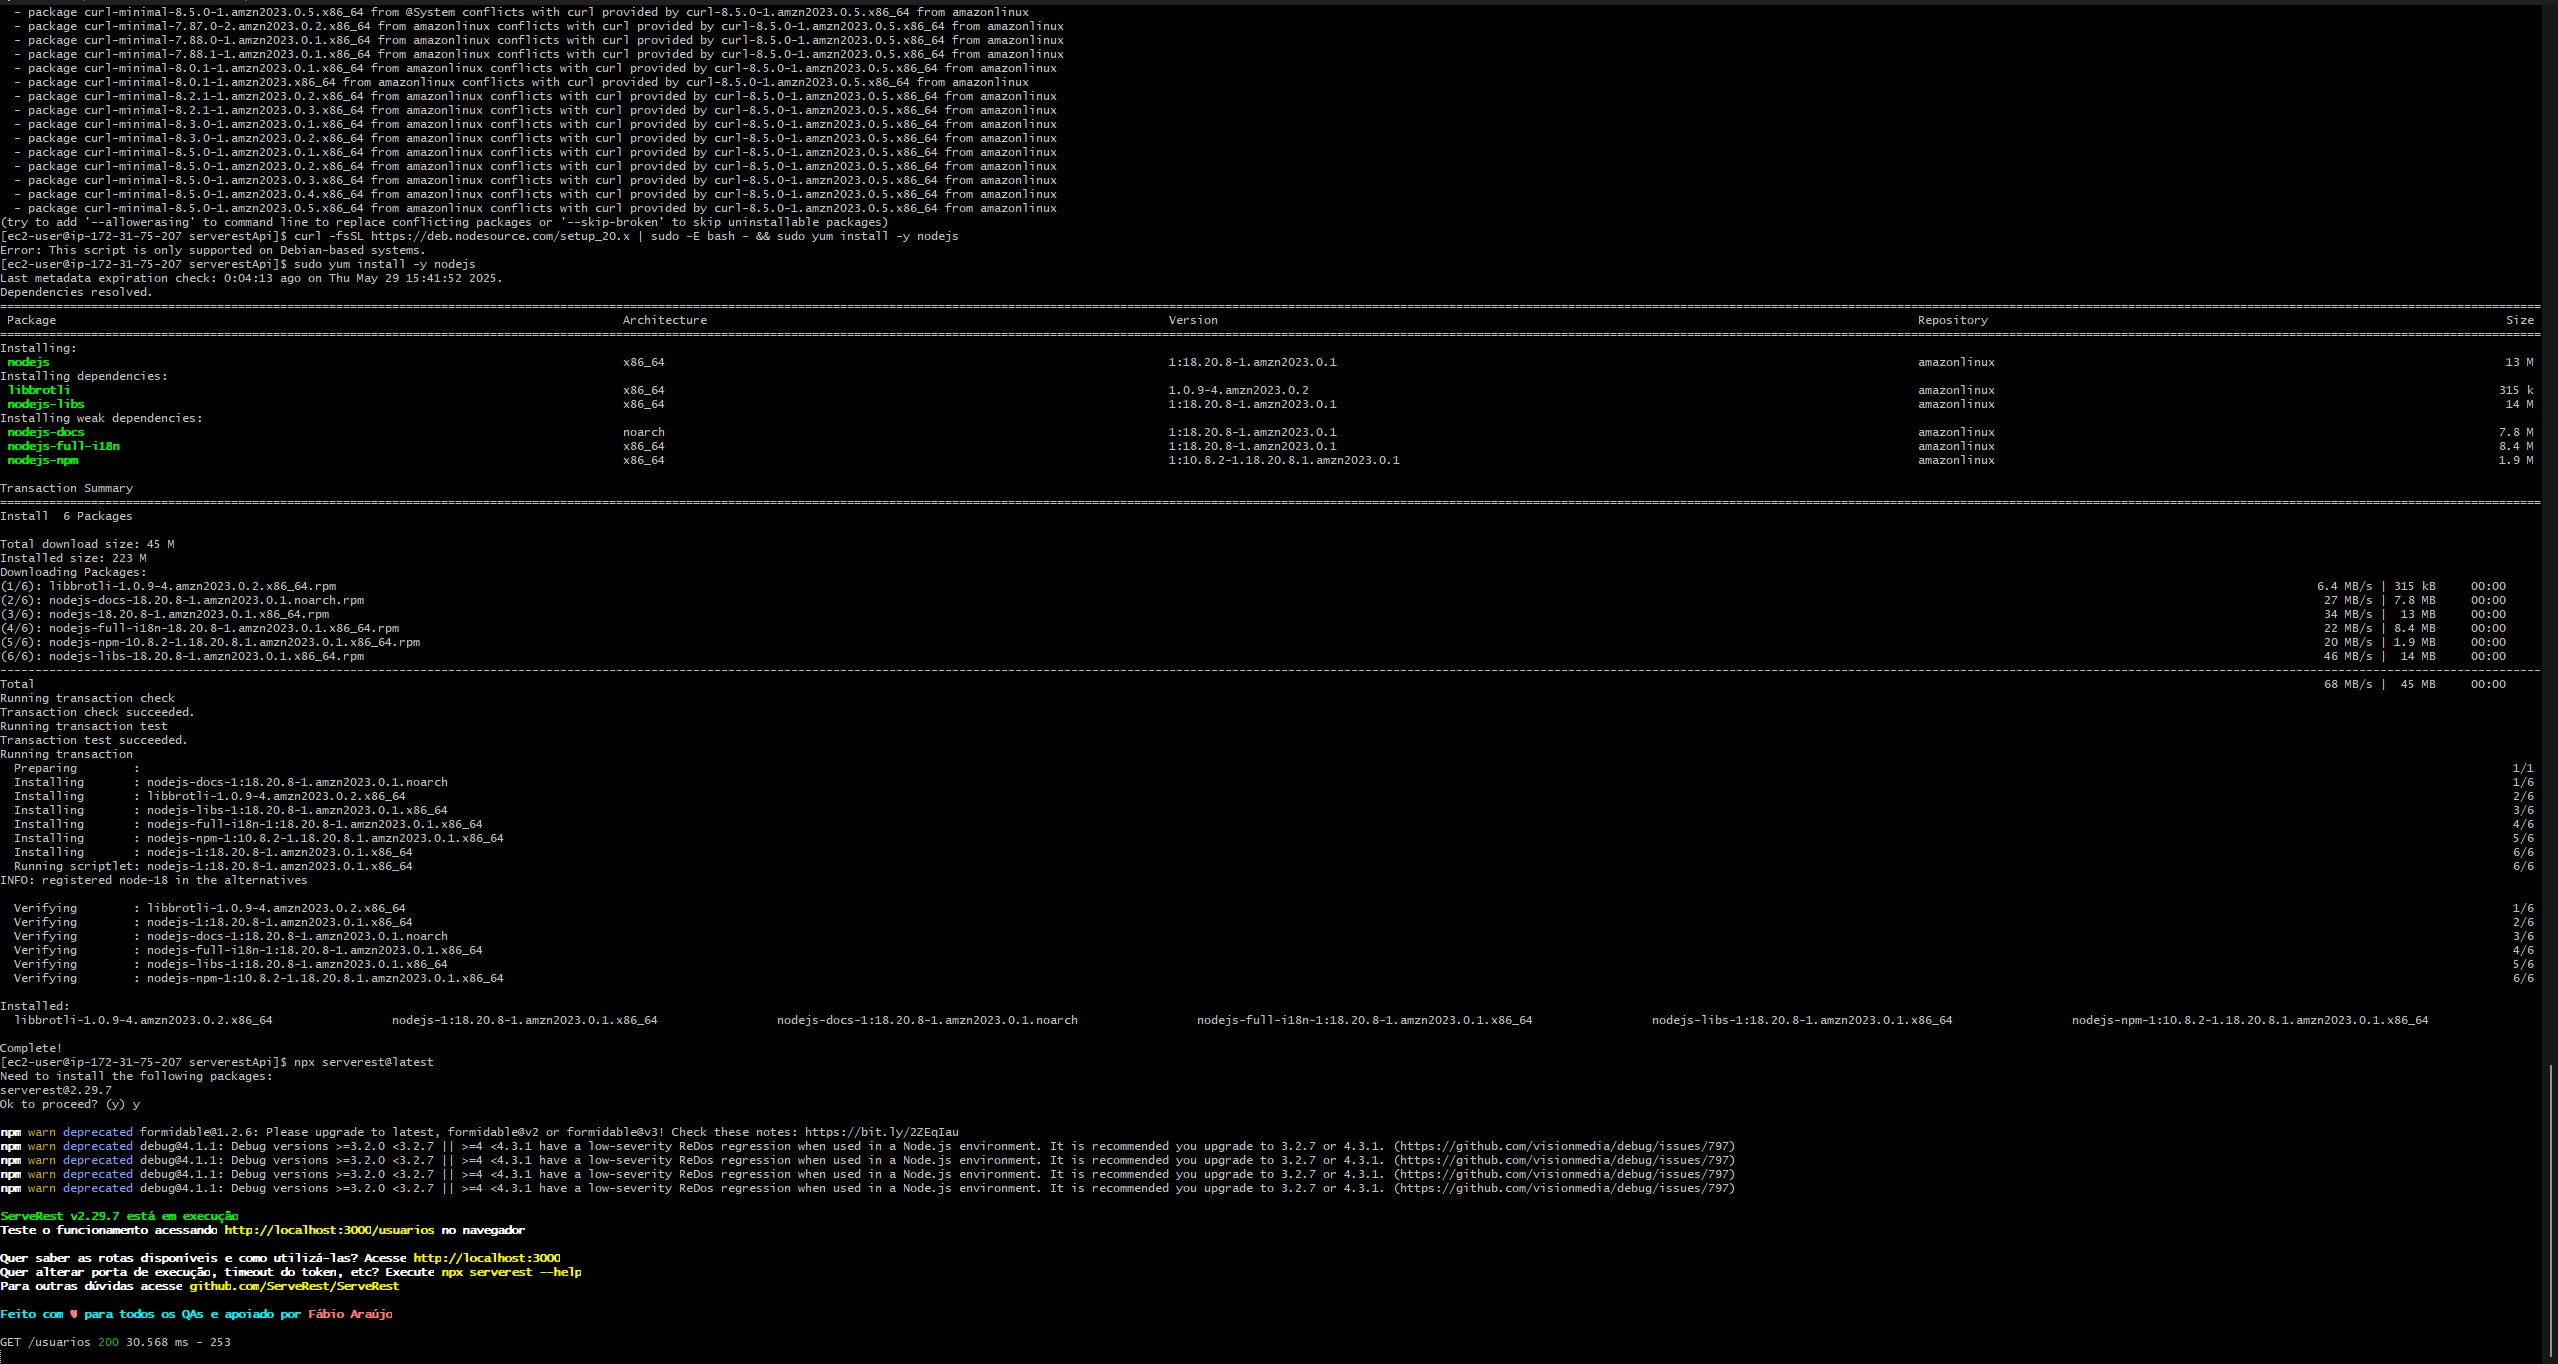 - package curl-minimal-8.5.0-1.amzn2023.0.5.x86_64 from @System conflicts with curl provided by curl-8.5.0-1.amzn2023.0.5.x86_64 from amazonlinux
- package curl-minimal-7.87.0-2.amzn2023.0.2.x86_64 from amazonlinux conflicts with curl provided by curl-8.5.0-1.amzn2023.0.5.x86_64 from amazonlinux
- package curl-minimal-7.88.0-1.amzn2023.0.1.x86_64 from amazonlinux conflicts with curl provided by curl-8.5.0-1.amzn2023.0.5.x86_64 from amazonlinux
- package curl-minimal-7.88.1-1.amzn2023.0.1.x86_64 from amazonlinux conflicts with curl provided by curl-8.5.0-1.amzn2023.0.5.x86_64 from amazonlinux
- package curl-minimal-8.0.1-1.amzn2023.0.1.x86_64 from amazonlinux conflicts with curl provided by curl-8.5.0-1.amzn2023.0.5.x86_64 from amazonlinux
- package curl-minimal-8.0.1-1.amzn2023.x86_64 from amazonlinux conflicts with curl provided by curl-8.5.0-1.amzn2023.0.5.x86_64 from amazonlinux
- package curl-minimal-8.2.1-1.amzn2023.0.2.x86_64 from amazonlinux conflicts with curl provided by curl-8.5.0-1.amzn2023.0.5.x86_64 from amazonlinux
- package curl-minimal-8.2.1-1.amzn2023.0.3.x86_64 from amazonlinux conflicts with curl provided by curl-8.5.0-1.amzn2023.0.5.x86_64 from amazonlinux
- package curl-minimal-8.3.0-1.amzn2023.0.1.x86_64 from amazonlinux conflicts with curl provided by curl-8.5.0-1.amzn2023.0.5.x86_64 from amazonlinux
- package curl-minimal-8.3.0-1.amzn2023.0.2.x86_64 from amazonlinux conflicts with curl provided by curl-8.5.0-1.amzn2023.0.5.x86_64 from amazonlinux
- package curl-minimal-8.5.0-1.amzn2023.0.1.x86_64 from amazonlinux conflicts with curl provided by curl-8.5.0-1.amzn2023.0.5.x86_64 from amazonlinux
- package curl-minimal-8.5.0-1.amzn2023.0.2.x86_64 from amazonlinux conflicts with curl provided by curl-8.5.0-1.amzn2023.0.5.x86_64 from amazonlinux
- package curl-minimal-8.5.0-1.amzn2023.0.3.x86_64 from amazonlinux conflicts with curl provided by curl-8.5.0-1.amzn2023.0.5.x86_64 from amazonlinux
- package curl-minimal-8.5.0-1.amzn2023.0.4.x86_64 from amazonlinux conflicts with curl provided by curl-8.5.0-1.amzn2023.0.5.x86_64 from amazonlinux
- package curl-minimal-8.5.0-1.amzn2023.0.5.x86_64 from amazonlinux conflicts with curl provided by curl-8.5.0-1.amzn2023.0.5.x86_64 from amazonlinux
(try to add '--allowerasing' to command line to replace conflicting packages or '--skip-broken' to skip uninstallable packages)
[ec2-user@ip-172-31-75-207 serverestApi]$ curl -fsSL https://deb.nodesource.com/setup_20.x | sudo -E bash - && sudo yum install -y nodejs
Error: This script is only supported on Debian-based systems.
[ec2-user@ip-172-31-75-207 serverestApi]$ sudo yum install -y nodejs
Last metadata expiration check: 0:04:13 ago on Thu May 29 15:41:52 2025.
Dependencies resolved.
Package Architecture Version Repository Size
Installing:
nodejs x86_64 1:18.20.8-1.amzn2023.0.1 amazonlinux 13 M
Installing dependencies:
libbrotli x86_64 1.0.9-4.amzn2023.0.2 amazonlinux 315 k
nodejs-libs x86_64 1:18.20.8-1.amzn2023.0.1 amazonlinux 14 M
Installing weak dependencies:
nodejs-docs noarch 1:18.20.8-1.amzn2023.0.1 amazonlinux 7.8 M
nodejs-full-i18n x86_64 1:18.20.8-1.amzn2023.0.1 amazonlinux 8.4 M
nodejs-npm x86_64 1:10.8.2-1.18.20.8.1.amzn2023.0.1 amazonlinux 1.9 M
Transaction Summary
Install  6 Packages
Total download size: 45 M
Installed size: 223 M
Downloading Packages:
(1/6): libbrotli-1.0.9-4.amzn2023.0.2.x86_64.rpm 6.4 MB/s | 315 kB 00:00
(2/6): nodejs-docs-18.20.8-1.amzn2023.0.1.noarch.rpm 27 MB/s | 7.8 MB 00:00
(3/6): nodejs-18.20.8-1.amzn2023.0.1.x86_64.rpm 34 MB/s | 13 MB 00:00
(4/6): nodejs-full-i18n-18.20.8-1.amzn2023.0.1.x86_64.rpm 22 MB/s | 8.4 MB 00:00
(5/6): nodejs-npm-10.8.2-1.18.20.8.1.amzn2023.0.1.x86_64.rpm 20 MB/s | 1.9 MB 00:00
(6/6): nodejs-libs-18.20.8-1.amzn2023.0.1.x86_64.rpm 46 MB/s | 14 MB 00:00
Total 68 MB/s | 45 MB 00:00
Running transaction check
Transaction check succeeded.
Running transaction test
Transaction test succeeded.
Running transaction
Preparing : 1/1
Installing : nodejs-docs-1:18.20.8-1.amzn2023.0.1.noarch 1/6
Installing : libbrotli-1.0.9-4.amzn2023.0.2.x86_64 2/6
Installing : nodejs-libs-1:18.20.8-1.amzn2023.0.1.x86_64 3/6
Installing : nodejs-full-i18n-1:18.20.8-1.amzn2023.0.1.x86_64 4/6
Installing : nodejs-npm-1:10.8.2-1.18.20.8.1.amzn2023.0.1.x86_64 5/6
Installing : nodejs-1:18.20.8-1.amzn2023.0.1.x86_64 6/6
Running scriptlet: nodejs-1:18.20.8-1.amzn2023.0.1.x86_64 6/6
INFO: registered node-18 in the alternatives
Verifying : libbrotli-1.0.9-4.amzn2023.0.2.x86_64 1/6
Verifying : nodejs-1:18.20.8-1.amzn2023.0.1.x86_64 2/6
Verifying : nodejs-docs-1:18.20.8-1.amzn2023.0.1.noarch 3/6
Verifying : nodejs-full-i18n-1:18.20.8-1.amzn2023.0.1.x86_64 4/6
Verifying : nodejs-libs-1:18.20.8-1.amzn2023.0.1.x86_64 5/6
Verifying : nodejs-npm-1:10.8.2-1.18.20.8.1.amzn2023.0.1.x86_64 6/6
Installed:
libbrotli-1.0.9-4.amzn2023.0.2.x86_64 nodejs-1:18.20.8-1.amzn2023.0.1.x86_64 nodejs-docs-1:18.20.8-1.amzn2023.0.1.noarch nodejs-full-i18n-1:18.20.8-1.amzn2023.0.1.x86_64 nodejs-libs-1:18.20.8-1.amzn2023.0.1.x86_64 nodejs-npm-1:10.8.2-1.18.20.8.1.amzn2023.0.1.x86_64
Complete!
[ec2-user@ip-172-31-75-207 serverestApi]$ npx serverest@latest
Need to install the following packages:
serverest@2.29.7
Ok to proceed? (y) y
npm warn deprecated formidable@1.2.6: Please upgrade to latest, formidable@v2 or formidable@v3! Check these notes: https://bit.ly/2ZEqIau
npm warn deprecated debug@4.1.1: Debug versions >=3.2.0 <3.2.7 || >=4 <4.3.1 have a low-severity ReDos regression when used in a Node.js environment. It is recommended you upgrade to 3.2.7 or 4.3.1. (https://github.com/visionmedia/debug/issues/797)
npm warn deprecated debug@4.1.1: Debug versions >=3.2.0 <3.2.7 || >=4 <4.3.1 have a low-severity ReDos regression when used in a Node.js environment. It is recommended you upgrade to 3.2.7 or 4.3.1. (https://github.com/visionmedia/debug/issues/797)
npm warn deprecated debug@4.1.1: Debug versions >=3.2.0 <3.2.7 || >=4 <4.3.1 have a low-severity ReDos regression when used in a Node.js environment. It is recommended you upgrade to 3.2.7 or 4.3.1. (https://github.com/visionmedia/debug/issues/797)
npm warn deprecated debug@4.1.1: Debug versions >=3.2.0 <3.2.7 || >=4 <4.3.1 have a low-severity ReDos regression when used in a Node.js environment. It is recommended you upgrade to 3.2.7 or 4.3.1. (https://github.com/visionmedia/debug/issues/797)
ServeRest v2.29.7 está em execução
Teste o funcionamento acessando http://localhost:3000/usuarios no navegador
Quer saber as rotas disponíveis e como utilizá-las? Acesse http://localhost:3000
Quer alterar porta de execução, timeout do token, etc? Execute npx serverest --help
Para outras dúvidas acesse github.com/ServeRest/ServeRest
Feito com ♥ para todos os QAs e apoiado por Fábio Araújo
GET /usuarios 200 30.568 ms - 253